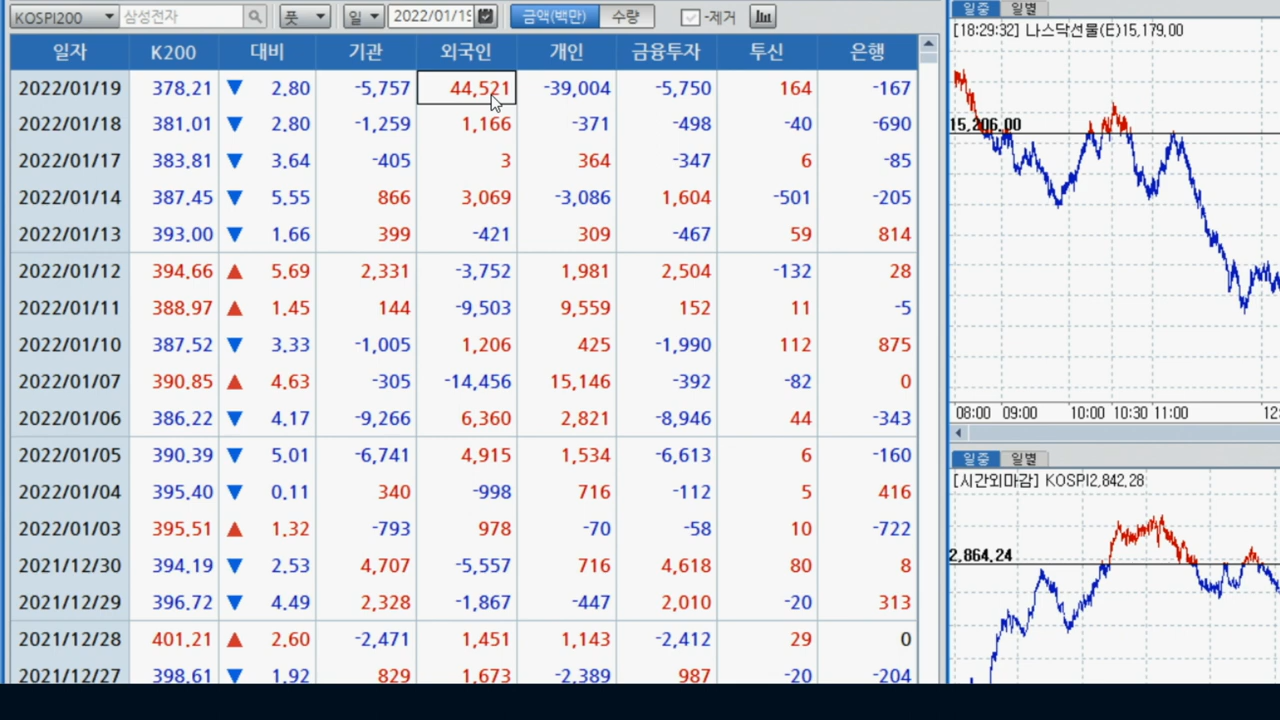 KOSPI200 삼성전자 풋 일 2022/01/19 금액(백만) 수량 -제거
일자 K200 대비 기관 외국인 개인 금융투자 투신 은행
2022/01/19 378.21 ▼ 2.80 -5,757 44,521 -39,004 -5,750 164 -167
2022/01/18 381.01 ▼ 2.80 -1,259 1,166 -371 -498 -40 -690
2022/01/17 383.81 ▼ 3.64 -405 3 364 -347 6 -85
2022/01/14 387.45 ▼ 5.55 866 3,069 -3,086 1,604 -501 -205
2022/01/13 393.00 ▼ 1.66 399 -421 309 -467 59 814
2022/01/12 394.66 ▲ 5.69 2,331 -3,752 1,981 2,504 -132 28
2022/01/11 388.97 ▲ 1.45 144 -9,503 9,559 152 11 -5
2022/01/10 387.52 ▼ 3.33 -1,005 1,206 425 -1,990 112 875
2022/01/07 390.85 ▲ 4.63 -305 -14,456 15,146 -392 -82 0
2022/01/06 386.22 ▼ 4.17 -9,266 6,360 2,821 -8,946 44 -343
2022/01/05 390.39 ▼ 5.01 -6,741 4,915 1,534 -6,613 6 -160
2022/01/04 395.40 ▼ 0.11 340 -998 716 -112 5 416
2022/01/03 395.51 ▲ 1.32 -793 978 -70 -58 10 -722
2021/12/30 394.19 ▼ 2.53 4,707 -5,557 716 4,618 80 8
2021/12/29 396.72 ▼ 4.49 2,328 -1,867 -447 2,010 -20 313
2021/12/28 401.21 ▲ 2.60 -2,471 1,451 1,143 -2,412 29 0
2021/12/27 398.61 ▼ 1.92 829 1,673 -2,389 987 -20 -204
일중 일별
[18:29:32] 나스닥선물(E)15,179.00
15,206.00
08:00 09:00 10:00 10:30 11:00 12
일중 일별
[시간외마감] KOSPI2,842.28
2,864.24